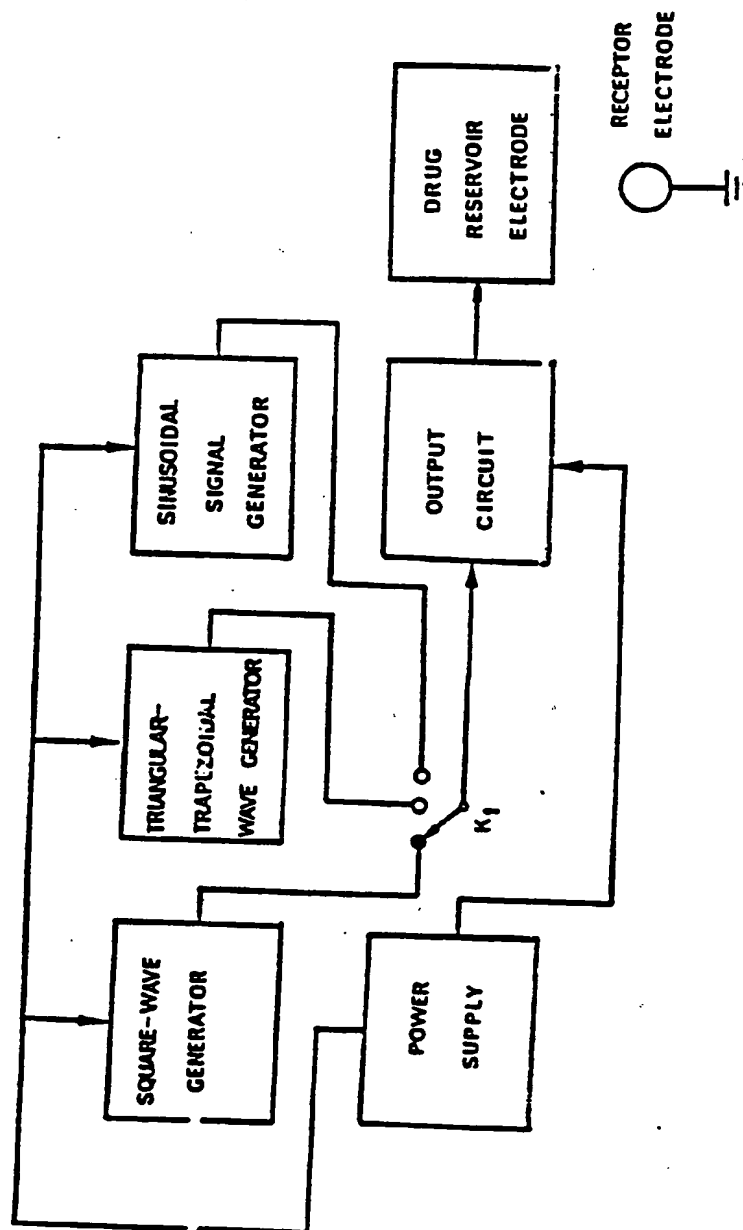 SQUARE-WAVE
GENERATOR
TRIANGULAR-
TRAPEZOIDAL
WAVE GENERATOR
SINUSOIDAL
SIGNAL
GENERATOR
K1
POWER
SUPPLY
OUTPUT
CIRCUIT
DRUG
RESERVOIR
ELECTRODE
RECEPTOR
ELECTRODE